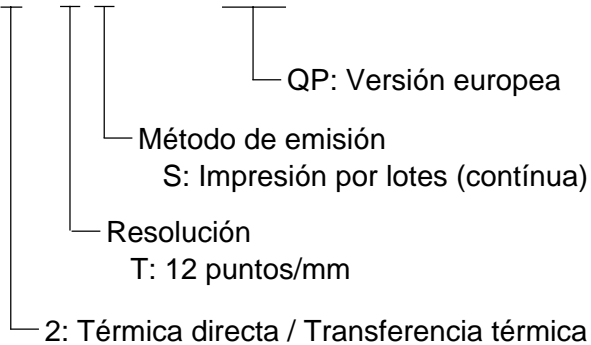 QP: Versión europea
Método de emisión
S: Impresión por lotes (contínua)
Resolución
T: 12 puntos/mm
2: Térmica directa / Transferencia térmica